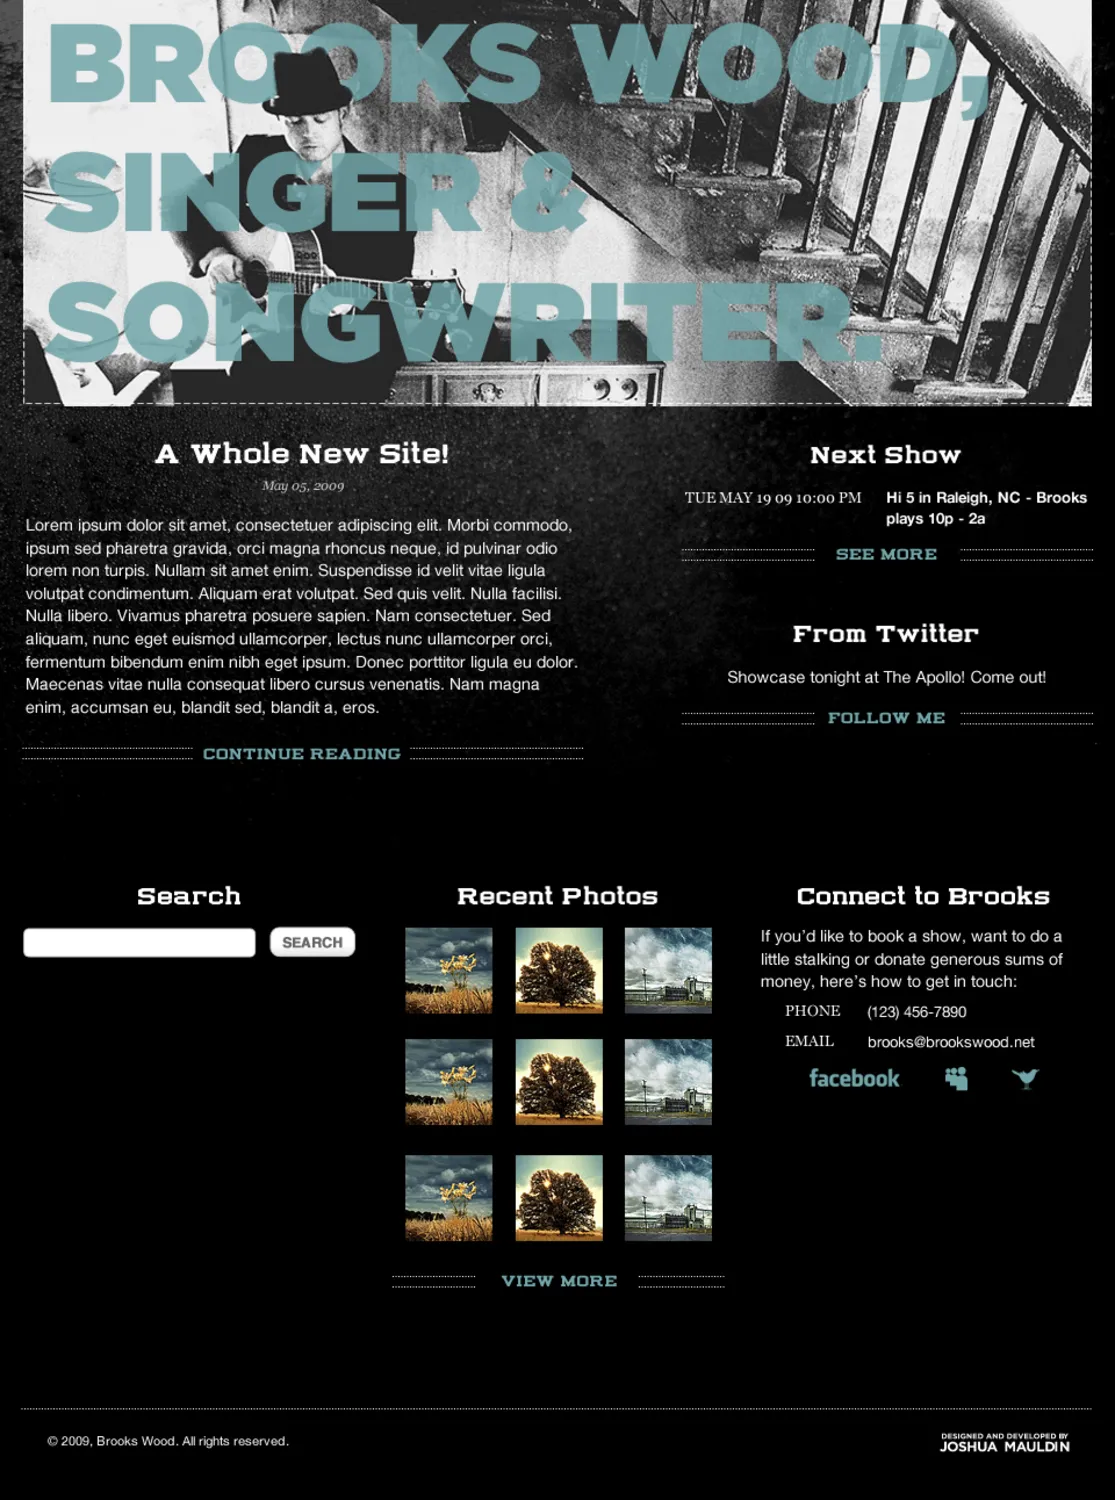 BROOKS WOOD,
SINGER &
SONGWRITER.
A Whole New Site!
May 05, 2009
Lorem ipsum dolor sit amet, consectetuer adipiscing elit. Morbi commodo,
ipsum sed pharetra gravida, orci magna rhoncus neque, id pulvinar odio
lorem non turpis. Nullam sit amet enim. Suspendisse id velit vitae ligula
volutpat condimentum. Aliquam erat volutpat. Sed quis velit. Nulla facilisi.
Nulla libero. Vivamus pharetra posuere sapien. Nam consectetuer. Sed
aliquam, nunc eget euismod ullamcorper, lectus nunc ullamcorper orci,
fermentum bibendum enim nibh eget ipsum. Donec porttitor ligula eu dolor.
Maecenas vitae nulla consequat libero cursus venenatis. Nam magna
enim, accumsan eu, blandit sed, blandit a, eros.
CONTINUE READING
Next Show
TUE MAY 19 09 10:00 PM Hi 5 in Raleigh, NC - Brooks
plays 10p - 2a
SEE MORE
From Twitter
Showcase tonight at The Apollo! Come out!
FOLLOW ME
Search
SEARCH
Recent Photos
VIEW MORE
Connect to Brooks
If you’d like to book a show, want to do a
little stalking or donate generous sums of
money, here’s how to get in touch:
PHONE (123) 456-7890
EMAIL brooks@brookswood.net
facebook
© 2009, Brooks Wood. All rights reserved.
DESIGNED AND DEVELOPED BY
JOSHUA MAULDIN